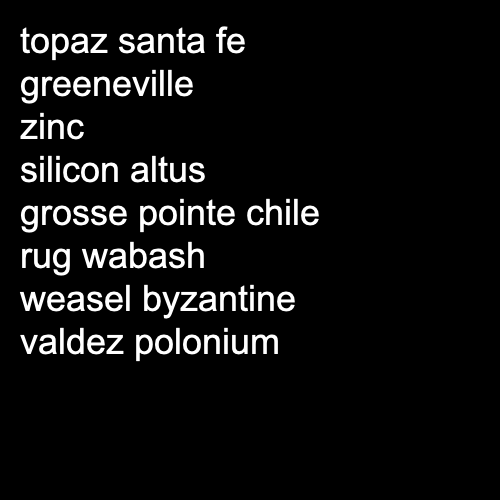 topaz santa fe
greeneville
zinc
silicon altus
grosse pointe chile
rug wabash
weasel byzantine
valdez polonium